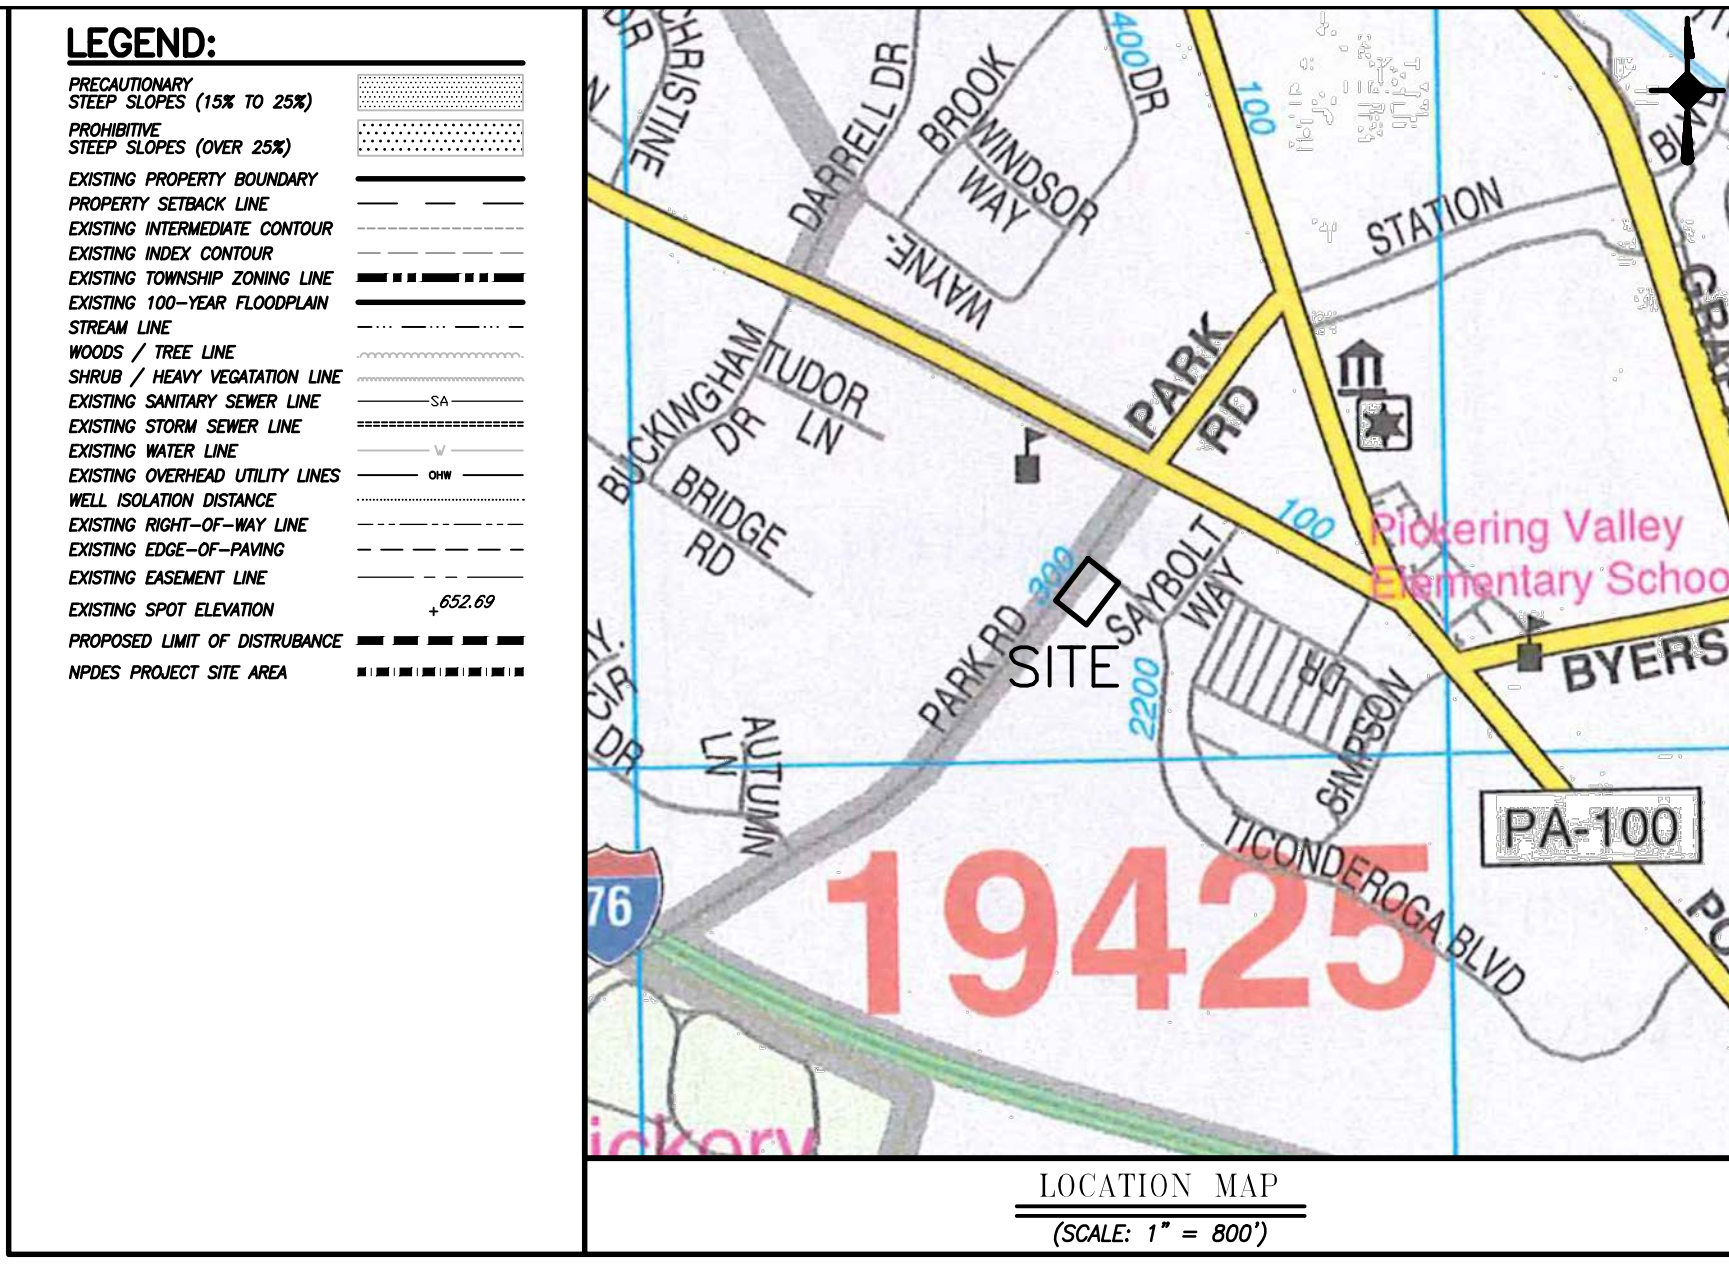 LEGEND:
PRECAUTIONARY
STEEP SLOPES (15% TO 25%)
PROHIBITIVE
STEEP SLOPES (OVER 25%)
EXISTING PROPERTY BOUNDARY
PROPERTY SETBACK LINE
EXISTING INTERMEDIATE CONTOUR
EXISTING INDEX CONTOUR
EXISTING TOWNSHIP ZONING LINE
EXISTING 100-YEAR FLOODPLAIN
STREAM LINE
WOODS / TREE LINE
SHRUB / HEAVY VEGATATION LINE
EXISTING SANITARY SEWER LINE
SA
EXISTING STORM SEWER LINE
EXISTING WATER LINE
W
EXISTING OVERHEAD UTILITY LINES
OHW
WELL ISOLATION DISTANCE
EXISTING RIGHT-OF-WAY LINE
EXISTING EDGE-OF-PAVING
EXISTING EASEMENT LINE
EXISTING SPOT ELEVATION
+652.69
PROPOSED LIMIT OF DISTRUBANCE
NPDES PROJECT SITE AREA
DR
CHRISTINE
N
DARRELL DR
BROOK
400
DR
WINDSOR
WAY
WAYNE-
100
STATION
BLVD
PARK
RD
BUCKINGHAM
DR
TUDOR
LN
BRIDGE
RD
100
Pickering Valley
Elementary Schoo
300
SAYBOLT
WAY
PARK RD
SITE
2200
DR
SIMPSON
BYERS
Y.
CIR
DR
AUTUMN
LN
PA-100
TICONDEROGA BLVD
19425
76
PO
ickory
LOCATION MAP
(SCALE: 1" = 800')